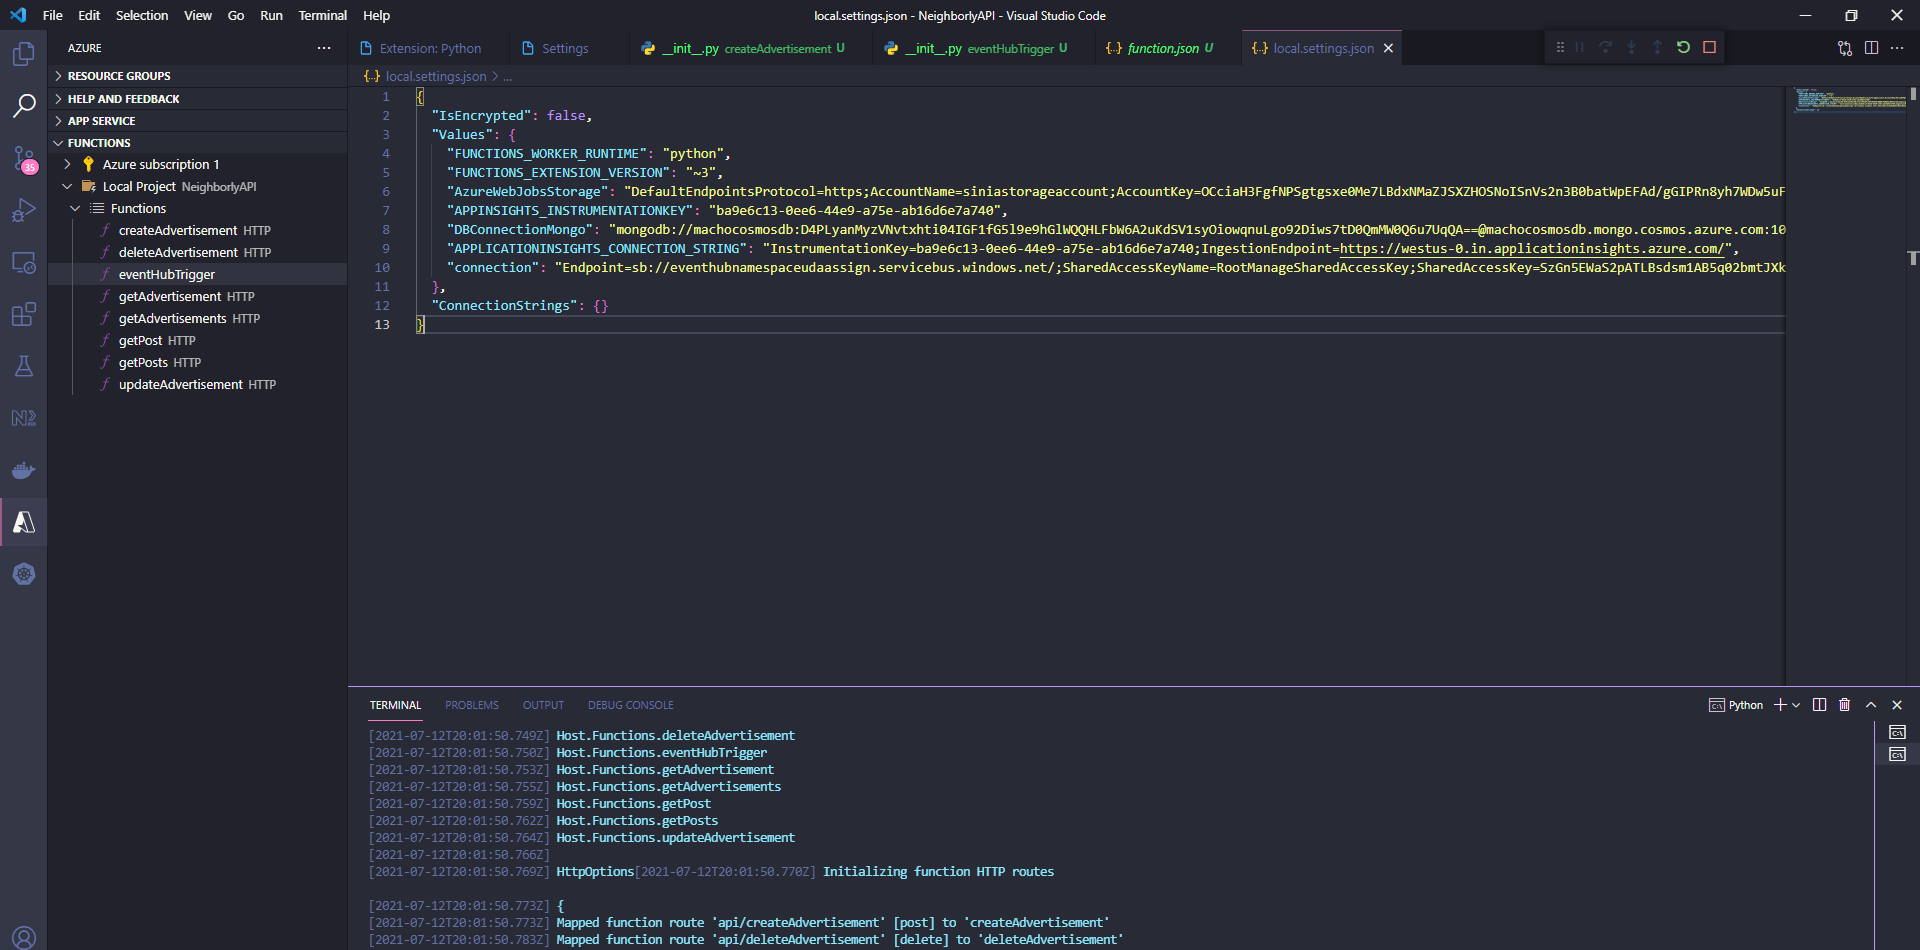 File Edit Selection View Go Run Terminal Help
local.settings.json - NeighborlyAPI - Visual Studio Code
AZURE
RESOURCE GROUPS
HELP AND FEEDBACK
APP SERVICE
FUNCTIONS
Azure subscription 1
Local Project NeighborlyAPI
Functions
createAdvertisement HTTP
deleteAdvertisement HTTP
eventHubTrigger
getAdvertisement HTTP
getAdvertisements HTTP
getPost HTTP
getPosts HTTP
updateAdvertisement HTTP
35
N
Extension: Python
Settings
__init__.py createAdvertisement U
__init__.py eventHubTrigger U
{..} function.json U
{..} local.settings.json
{..} local.settings.json > ...
1 {
2 "IsEncrypted": false,
3 "Values": {
4 "FUNCTIONS_WORKER_RUNTIME": "python",
5 "FUNCTIONS_EXTENSION_VERSION": "~3",
6 "AzureWebJobsStorage": "DefaultEndpointsProtocol=https;AccountName=siniastorageaccount;AccountKey=
7 "APPINSIGHTS_INSTRUMENTATIONKEY": "ba9e6c13-0ee6-44e9-a75e-ab16d6e7a740",
8 "DBConnectionMongo": "mongodb://machocosmosdb:@machocosmosdb.mongo.cosmos.azure.com:10
9 "APPLICATIONINSIGHTS_CONNECTION_STRING": "InstrumentationKey=ba9e6c13-0ee6-44e9-a75e-ab16d6e7a740;IngestionEndpoint=https://westus-0.in.applicationinsights.azure.com/",
10 "connection": "Endpoint=sb://eventhubnamespaceudaassign.servicebus.windows.net/;SharedAccessKeyName=RootManageSharedAccessKey;SharedAccessKey=
11 },
12 "ConnectionStrings": {}
13 }
TERMINAL PROBLEMS OUTPUT DEBUG CONSOLE
Python
[2021-07-12T20:01:50.749Z] Host.Functions.deleteAdvertisement
[2021-07-12T20:01:50.750Z] Host.Functions.eventHubTrigger
[2021-07-12T20:01:50.753Z] Host.Functions.getAdvertisement
[2021-07-12T20:01:50.755Z] Host.Functions.getAdvertisements
[2021-07-12T20:01:50.759Z] Host.Functions.getPost
[2021-07-12T20:01:50.762Z] Host.Functions.getPosts
[2021-07-12T20:01:50.764Z] Host.Functions.updateAdvertisement
[2021-07-12T20:01:50.766Z]
[2021-07-12T20:01:50.769Z] HttpOptions[2021-07-12T20:01:50.770Z] Initializing function HTTP routes
[2021-07-12T20:01:50.773Z] {
[2021-07-12T20:01:50.773Z] Mapped function route 'api/createAdvertisement' [post] to 'createAdvertisement'
[2021-07-12T20:01:50.783Z] Mapped function route 'api/deleteAdvertisement' [delete] to 'deleteAdvertisement'